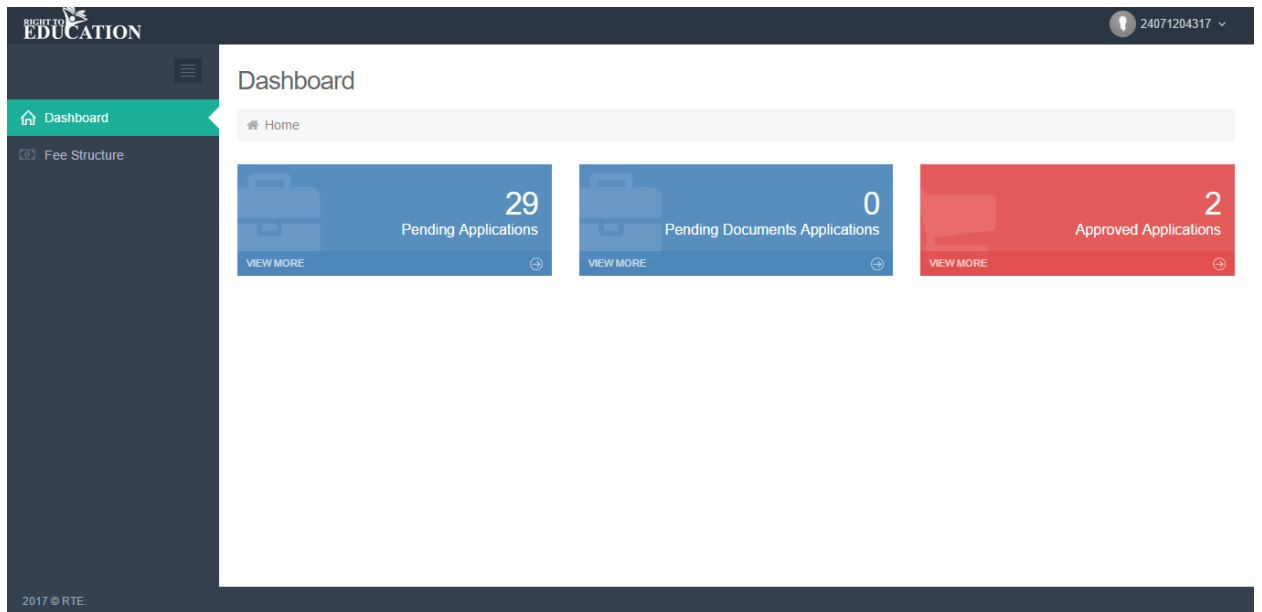 RIGHT TO
EDUCATION
24071204317
Dashboard
Dashboard
Home
Fee Structure
29
Pending Applications
VIEW MORE
0
Pending Documents Applications
VIEW MORE
2
Approved Applications
VIEW MORE
2017 © RTE.